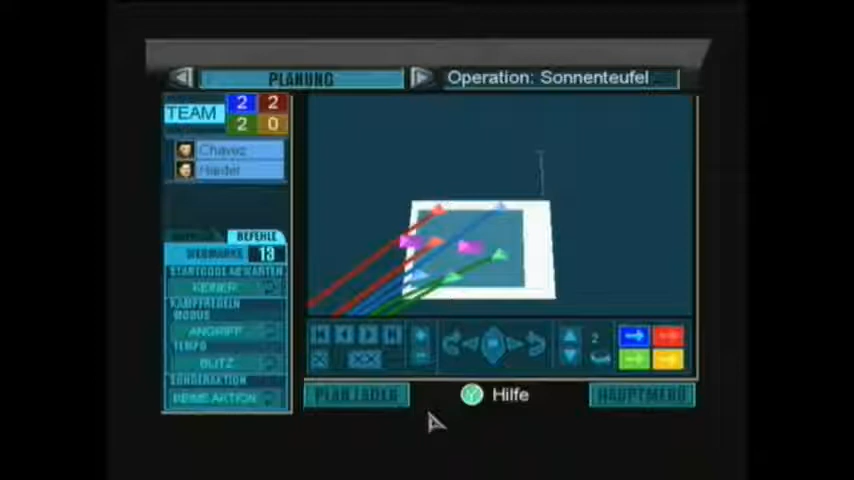 PLANUNG
Operation: Sonnenteufel
TEAM
2 2
2 0
Chavez
Haider
BEFEHLE
WEGMARKE 13
STARTCODE ABWARTEN
KEINER
KAMPFREGELN
MODUS
ANGRIFF
TEMPO
BLITZ
SONDERAKTION
KEINE AKTION
2
PLAN LADEN
Y Hilfe
HAUPTMENÜ